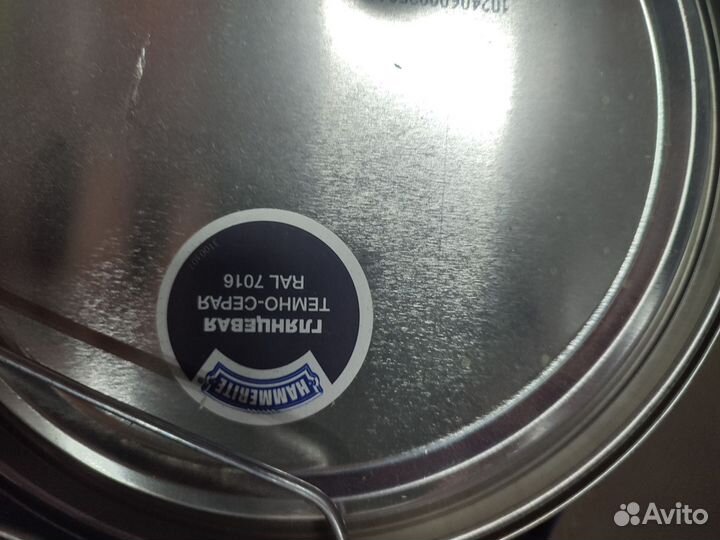 HAMMERITE
ГЛЯНЦЕВАЯ
ТЕМНО-СЕРАЯ
RAL 7016
Avito